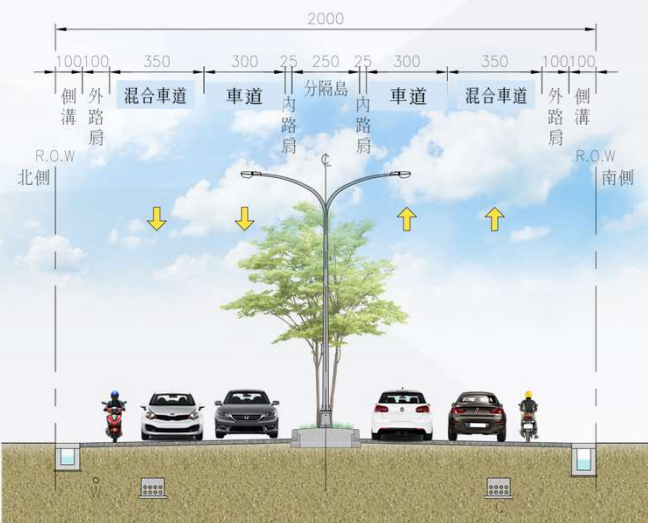 2000
100 100 350 300 25 250 25 300 350 100 100
側溝 外路肩 混合車道 車道 內路肩 分隔島 內路肩 車道 混合車道 外路肩 側溝
R.O.W ℄ R.O.W
北側 南側
W